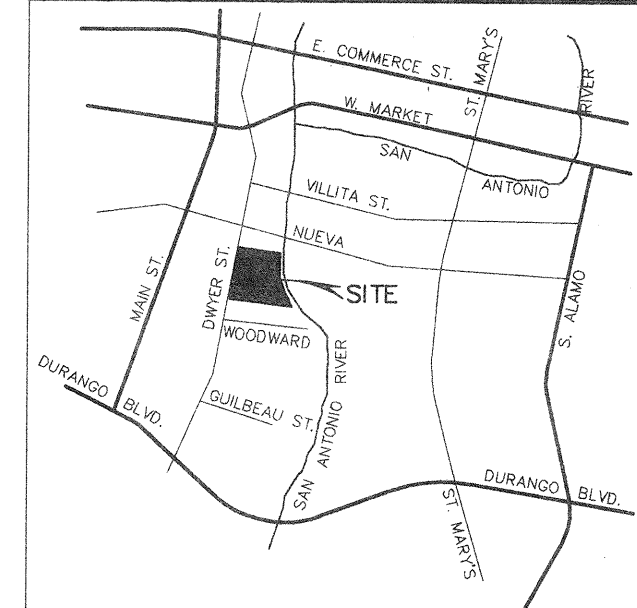 E. COMMERCE ST.
ST. MARY'S
RIVER
W. MARKET
SAN
ANTONIO
VILLITA ST.
NUEVA
MAIN ST.
DWYER ST.
SITE
S. ALAMO
WOODWARD
DURANGO
BLVD.
GUILBEAU ST.
SAN ANTONIO RIVER
DURANGO
BLVD.
ST. MARY'S